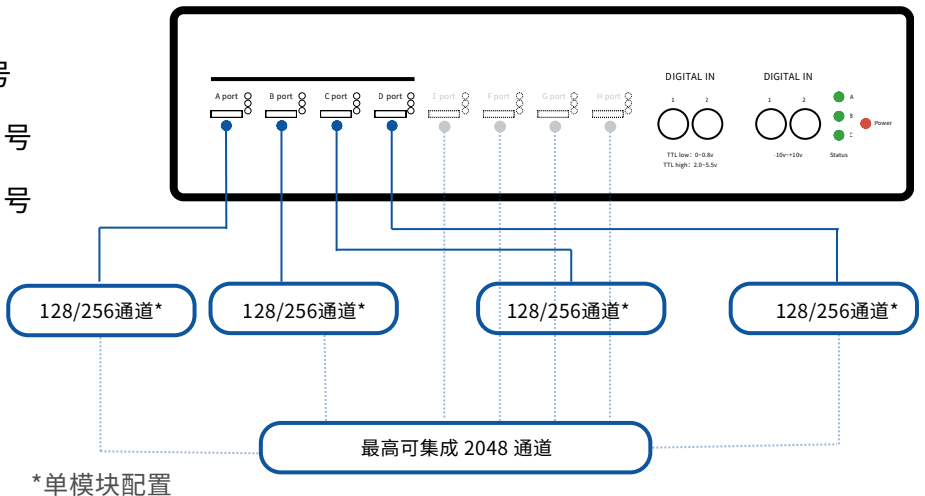 号
号
号
DIGITAL IN DIGITAL IN
A port B port C port D port E port F port G port H port
1 2 1 2
A
B
C
Power
TTL low: 0~0.8v
TTL high: 2.0~5.5v
-10v~+10v
Status
128/256通道* 128/256通道* 128/256通道* 128/256通道*
最高可集成 2048 通道
*单模块配置